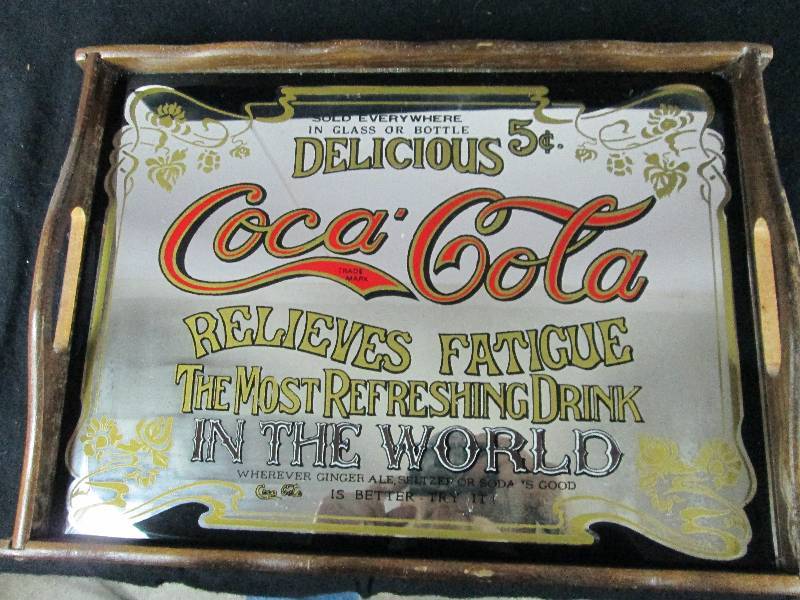 SOLD EVERYWHERE
IN GLASS OR BOTTLE
DELICIOUS 5¢.
Coca-Cola
TRADE MARK
RELIEVES FATIGUE
THE MOST REFRESHING DRINK
IN THE WORLD
WHEREVER GINGER ALE, SELTZER OR SODA 'S GOOD
Coca-Cola IS BETTER TRY IT